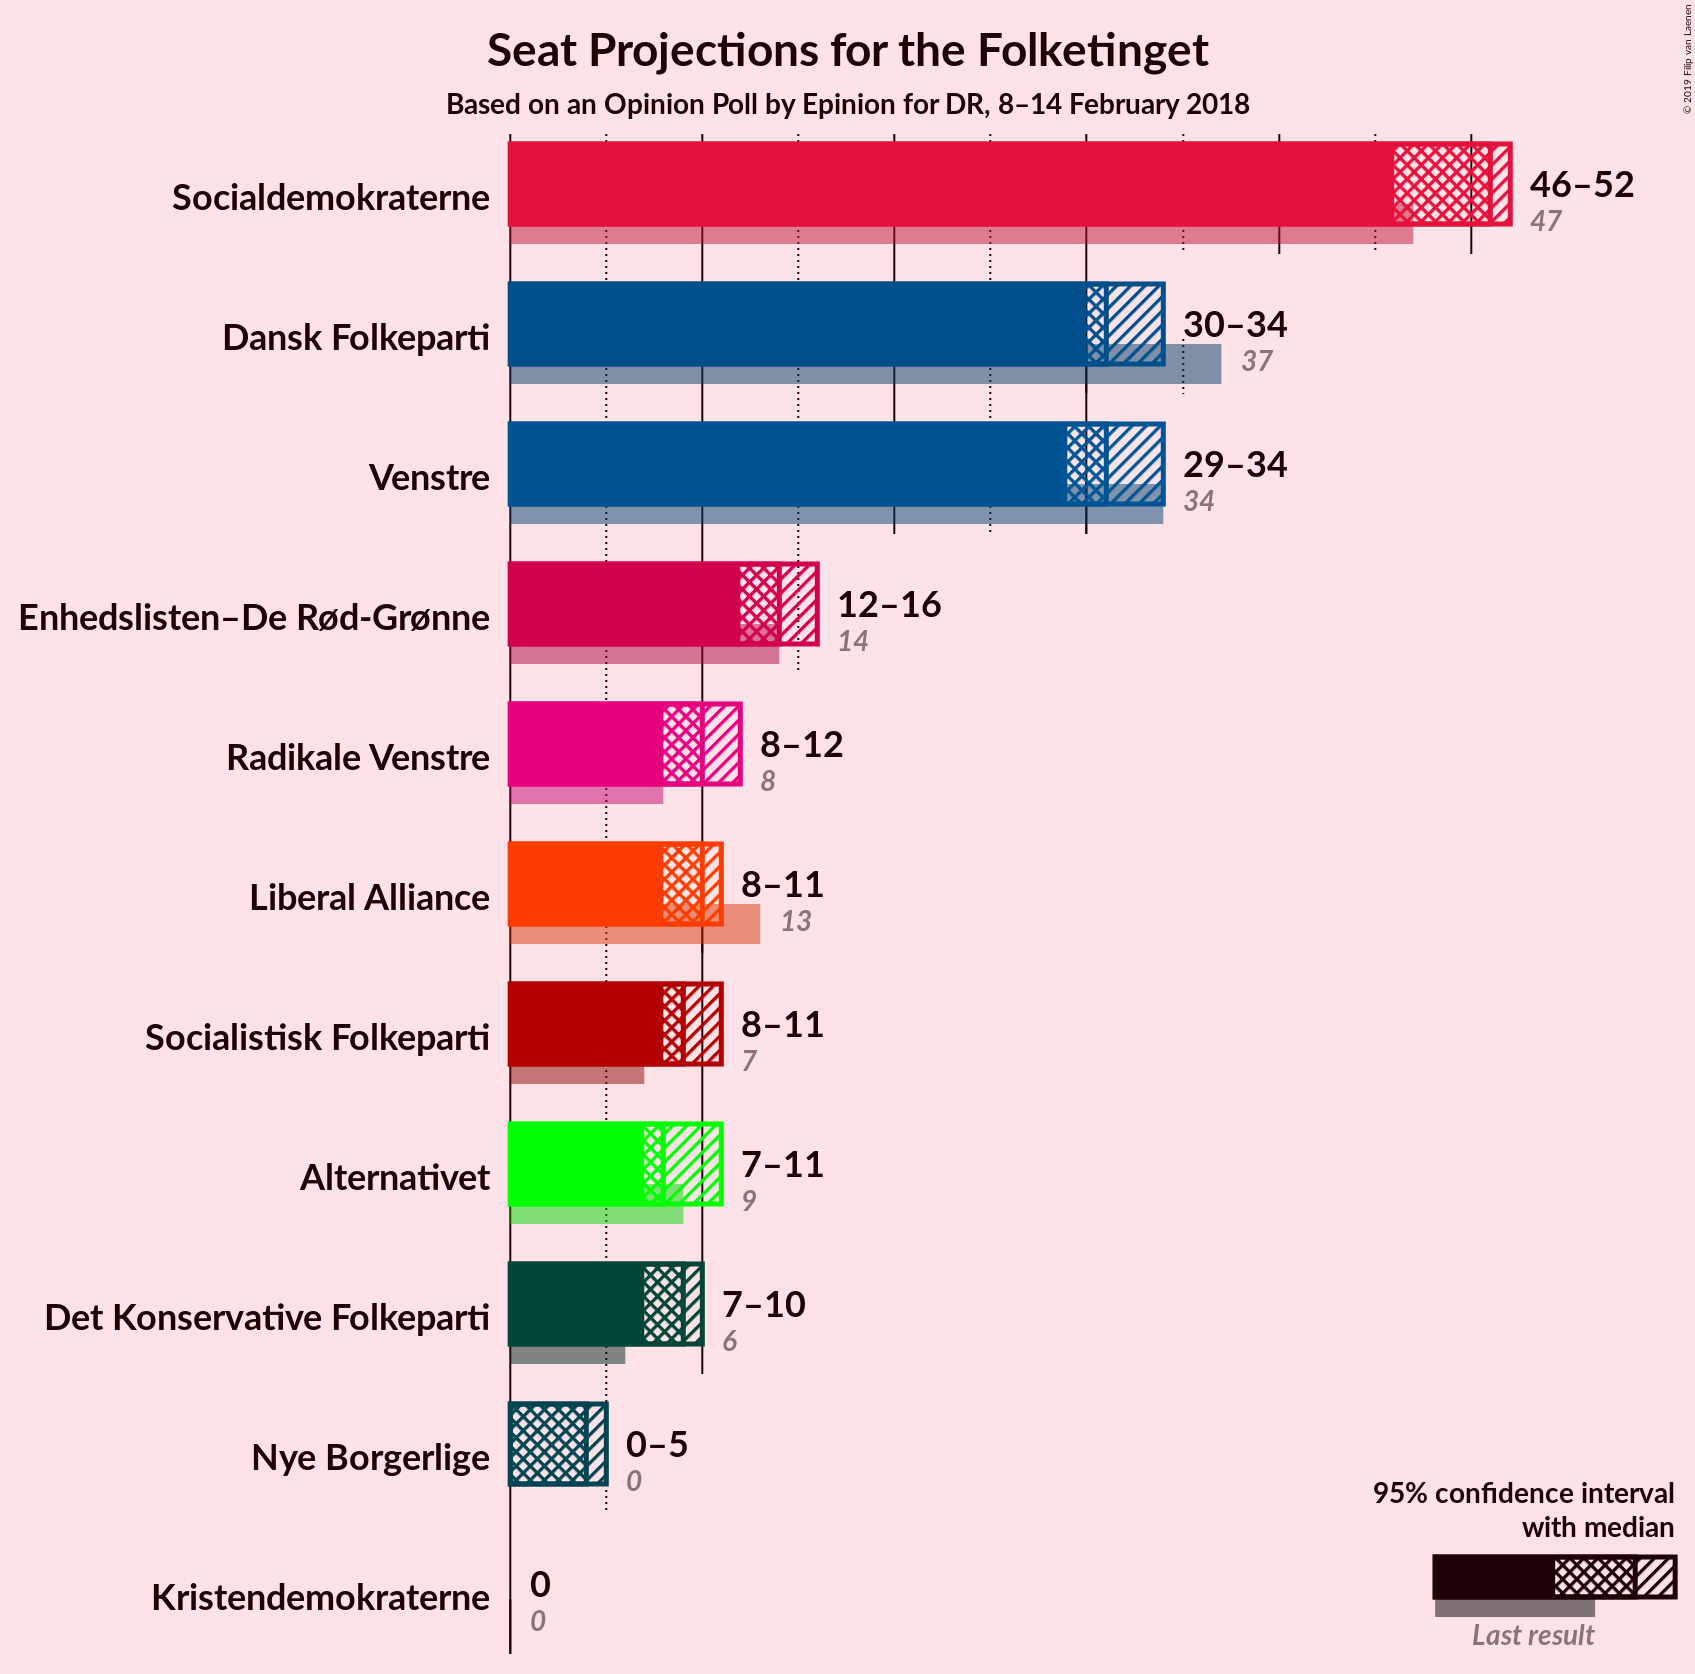 Seat Projections for the Folketinget
Based on an Opinion Poll by Epinion for DR, 8–14 February 2018
© 2019 Filip van Laenen
Socialdemokraterne
46–52
47
Dansk Folkeparti
30–34
37
Venstre
29–34
34
Enhedslisten–De Rød-Grønne
12–16
14
Radikale Venstre
8–12
8
Liberal Alliance
8–11
13
Socialistisk Folkeparti
8–11
7
Alternativet
7–11
9
Det Konservative Folkeparti
7–10
6
Nye Borgerlige
0–5
0
Kristendemokraterne
0
0
95% confidence interval
with median
Last result